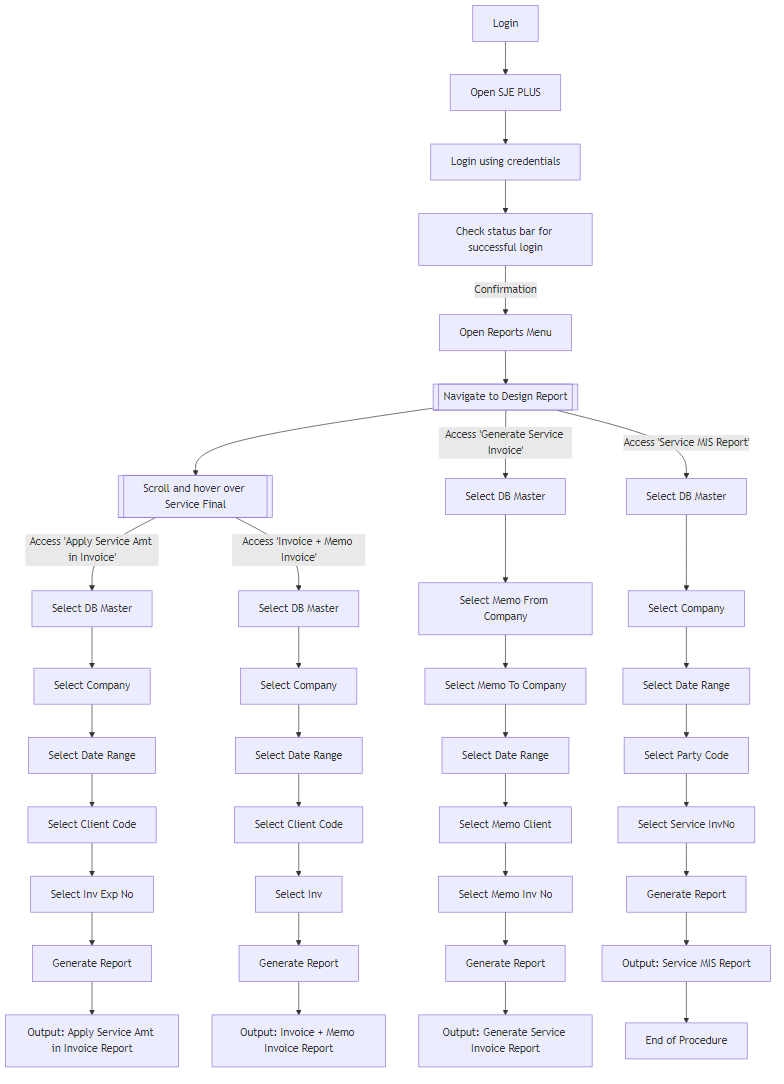 Login
Open SJE PLUS
Login using credentials
Check status bar for
successful login
Confirmation
Open Reports Menu
Navigate to Design Report
Access 'Generate Service
Invoice'
Access 'Service MIS Report'
Scroll and hover over
Service Final
Select DB Master
Select DB Master
Access 'Apply Service Amt
in Invoice'
Access 'Invoice + Memo
Invoice'
Select DB Master
Select DB Master
Select Memo From
Company
Select Company
Select Company
Select Company
Select Memo To Company
Select Date Range
Select Date Range
Select Date Range
Select Date Range
Select Party Code
Select Client Code
Select Client Code
Select Memo Client
Select Service InvNo
Select Inv Exp No
Select Inv
Select Memo Inv No
Generate Report
Generate Report
Generate Report
Generate Report
Output: Service MIS Report
Output: Apply Service Amt
in Invoice Report
Output: Invoice + Memo
Invoice Report
Output: Generate Service
Invoice Report
End of Procedure